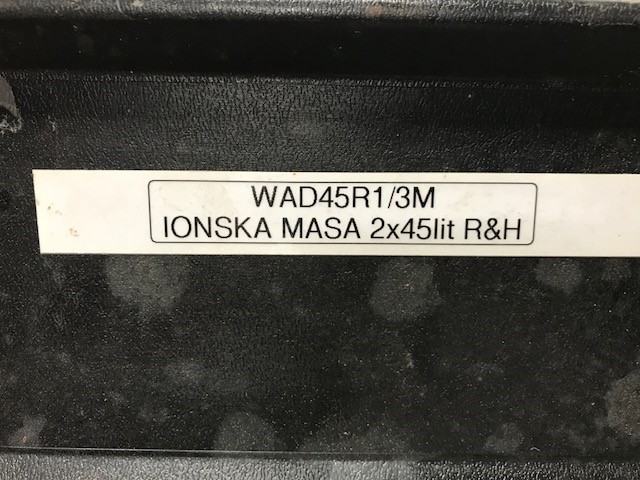 WAD45R1/3M
IONSKA MASA 2x45lit R&H